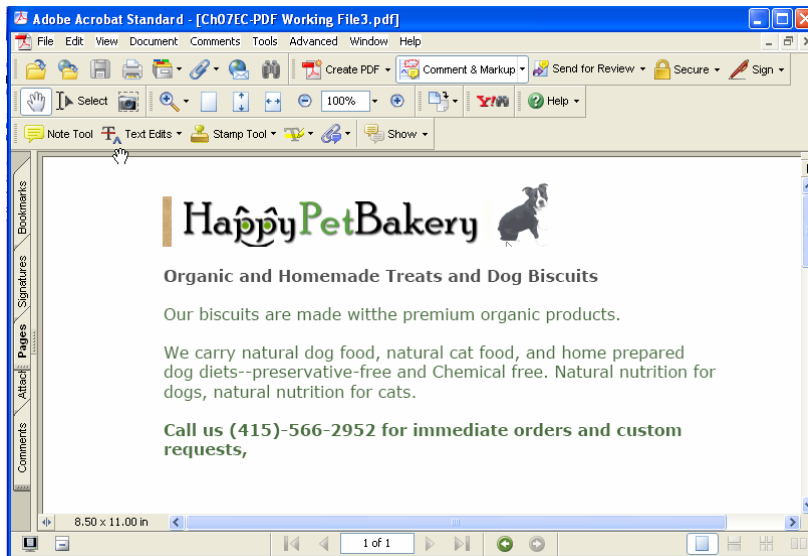 Adobe Acrobat Standard - [Ch07EC-PDF Working File3.pdf]
File Edit View Document Comments Tools Advanced Window Help
Create PDF Comment & Markup Send for Review Secure Sign
Select 100% Y! Help
Note Tool Text Edits Stamp Tool Show
Bookmarks
Signatures
Pages
Attach
Comments
HappyPetBakery
Organic and Homemade Treats and Dog Biscuits
Our biscuits are made witthe premium organic products.
We carry natural dog food, natural cat food, and home prepared
dog diets--preservative-free and Chemical free. Natural nutrition for
dogs, natural nutrition for cats.
Call us (415)-566-2952 for immediate orders and custom
requests,
8.50 x 11.00 in
1 of 1